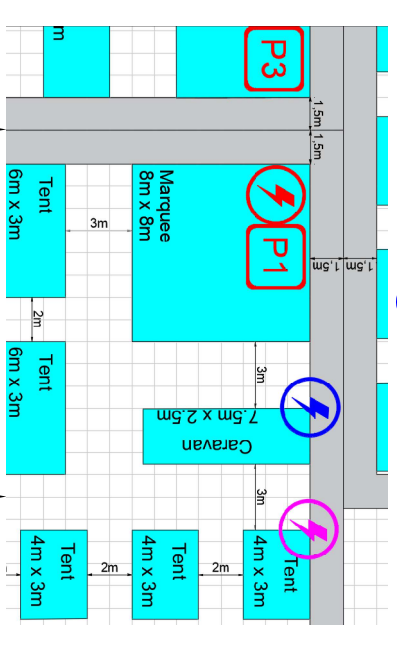 m
P3
1,5m
1,5m
Marquee
8m x 8m
P1
Tent
6m x 3m
3m
1,5m
1,5m
2m
Tent
6m x 3m
3m
7.5m x 2.5m
Caravan
3m
Tent
4m x 3m
2m
Tent
4m x 3m
2m
Tent
4m x 3m